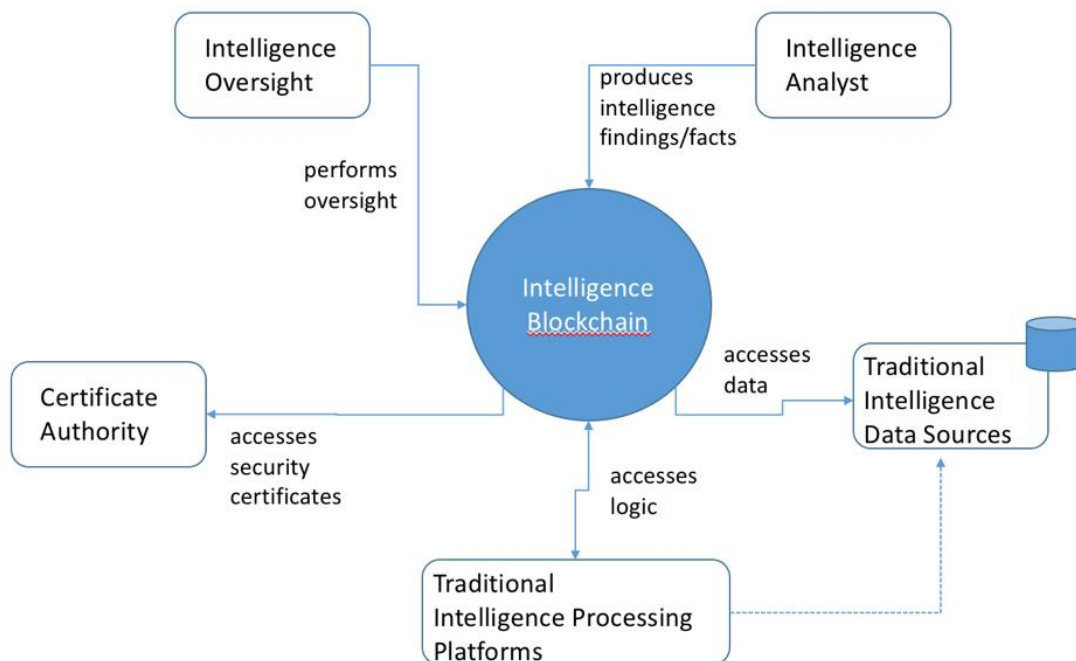 Intelligence
Oversight
Intelligence
Analyst
produces
intelligence
findings/facts
performs
oversight
Intelligence
Blockchain
accesses
data
Traditional
Intelligence
Data Sources
Certificate
Authority
accesses
security
certificates
accesses
logic
Traditional
Intelligence Processing
Platforms